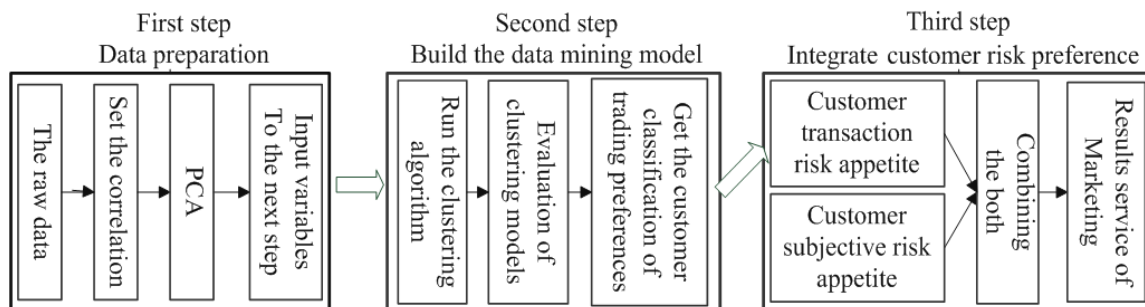 First step
Data preparation
The raw data
Set the correlation
PCA
Input variables
To the next step
Second step
Build the data mining model
Run the clustering
algorithm
Evaluation of
clustering models
Get the customer
classification of
trading preferences
Third step
Integrate customer risk preference
Customer
transaction
risk appetite
Customer
subjective risk
appetite
Combining
the both
Results service of
Marketing